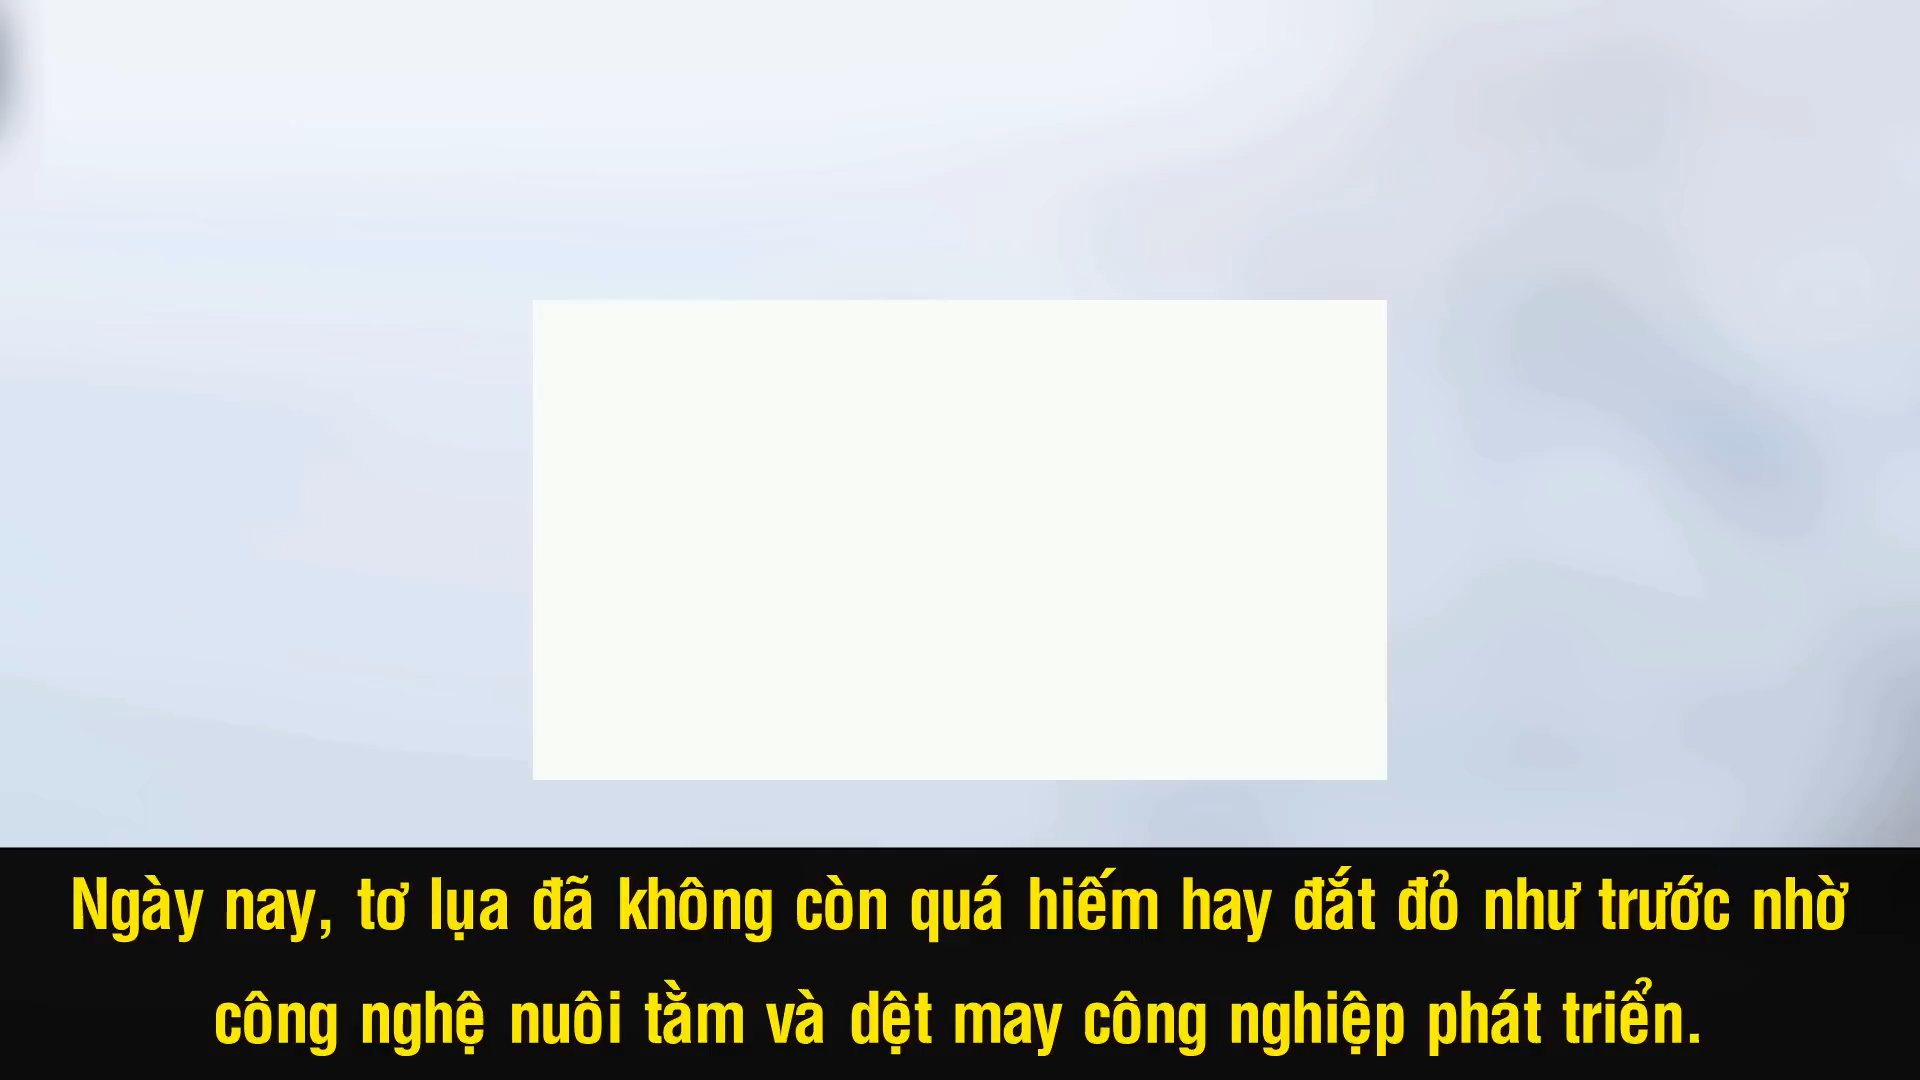 Ngày nay, tơ lụa đã không còn quá hiếm hay đắt đỏ như trước nhờ
công nghệ nuôi tằm và dệt may công nghiệp phát triển.